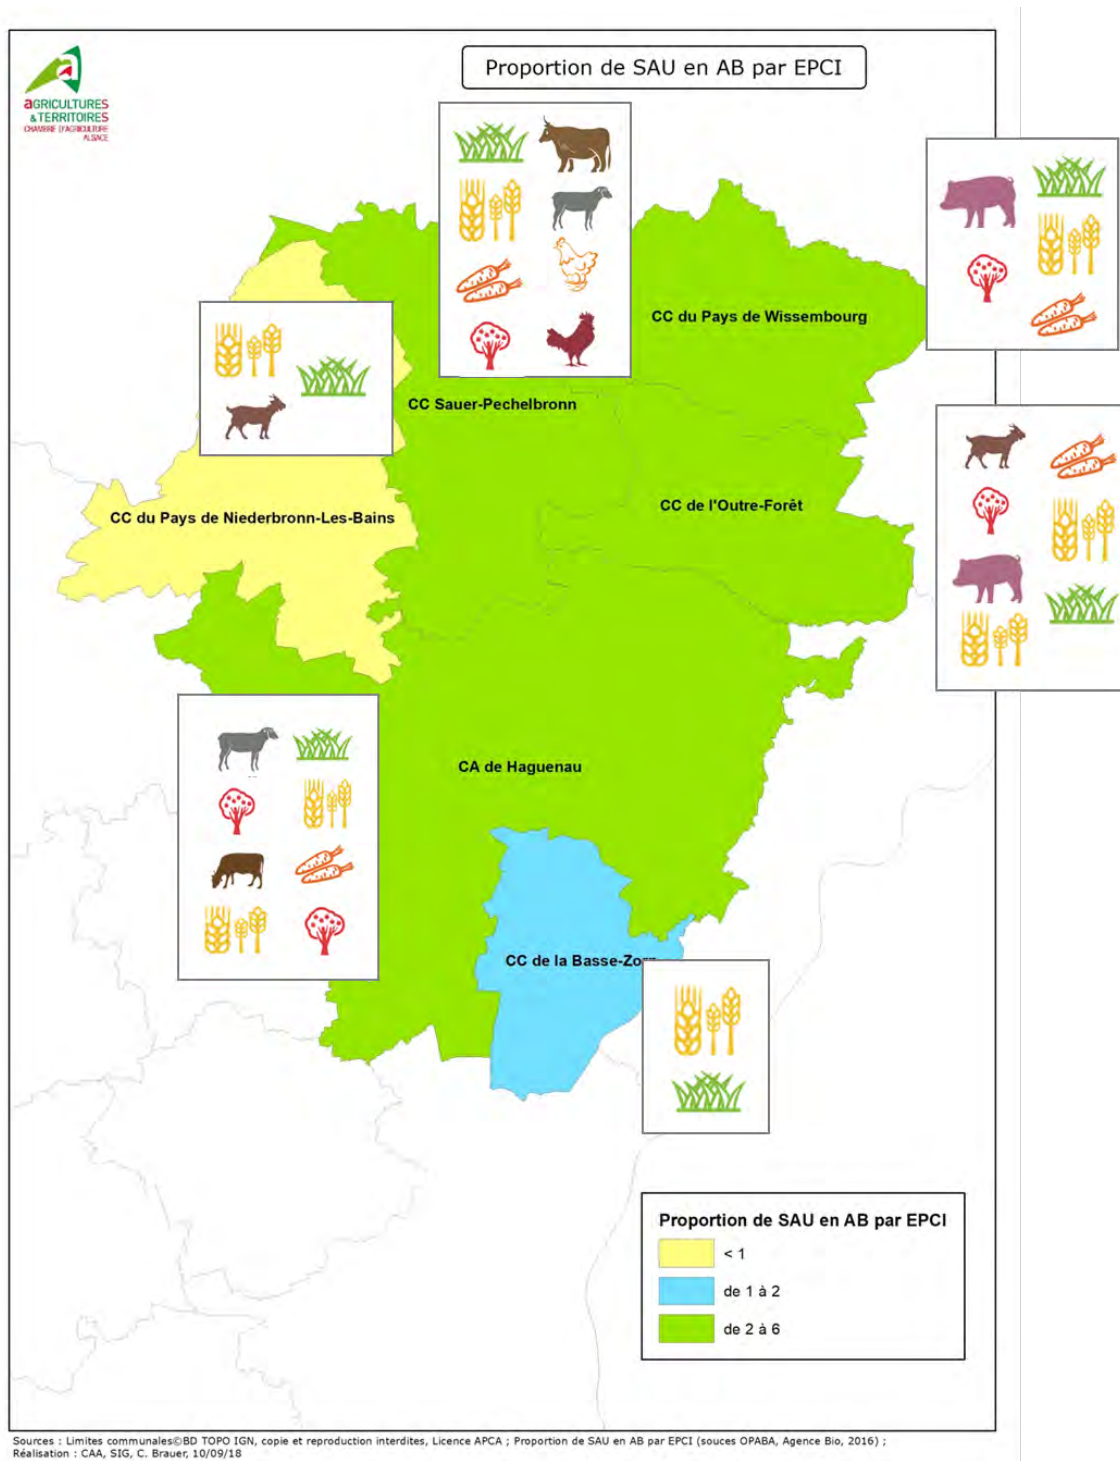 Proportion de SAU en AB par EPCI
aGRICULTURES
& TERRITOIRES
CHAMBRE D'AGRICULTURE
ALSACE
CC du Pays de Wissembourg
CC Sauer-Pechelbronn
CC de l'Outre-Forêt
CC du Pays de Niederbronn-Les-Bains
CA de Haguenau
CC de la Basse-Zorn
Proportion de SAU en AB par EPCI
< 1
de 1 à 2
de 2 à 6
Sources : Limites communales©BD TOPO IGN, copie et reproduction interdites, Licence APCA ; Proportion de SAU en AB par EPCI (souces OPABA, Agence Bio, 2016) ;
Réalisation : CAA, SIG, C. Brauer, 10/09/18